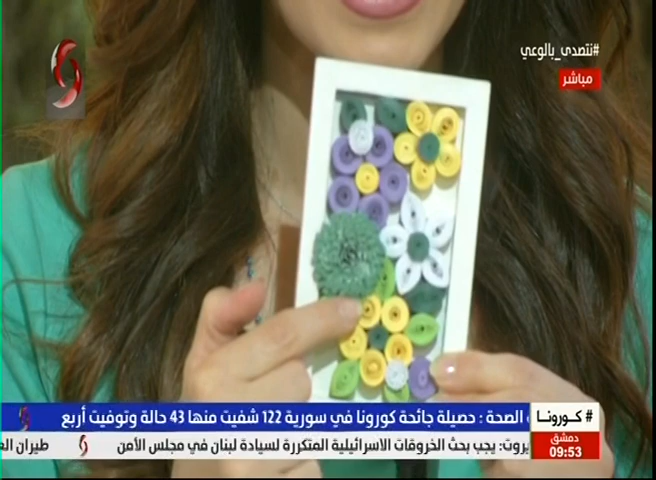 #نتصدى_بالوعي
مباشر
#كورونا
الصحة : حصيلة جائحة كورونا في سورية 122 شفيت منها 43 حالة وتوفيت أربع
دمشق
09:53
يروت: يجب بحث الخروقات الاسرائيلية المتكررة لسيادة لبنان في مجلس الأمن
طيران